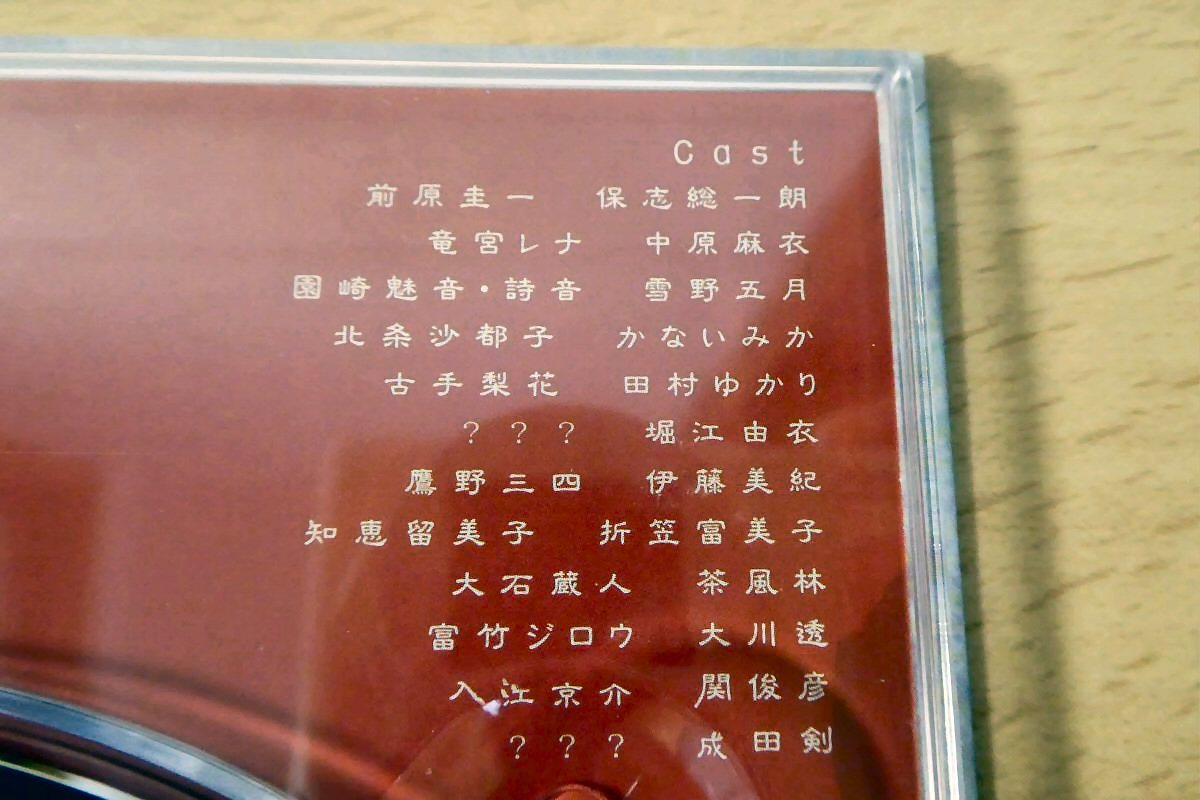 Cast
前原圭一 保志総一朗
竜宮レナ 中原麻衣
園崎魅音・詩音 雪野五月
北条沙都子 かないみか
古手梨花 田村ゆかり
？？？ 堀江由衣
鷹野三四 伊藤美紀
知恵留美子 折笠富美子
大石蔵人 茶風林
富竹ジロウ 大川透
入江京介 関俊彦
？？？ 成田剣